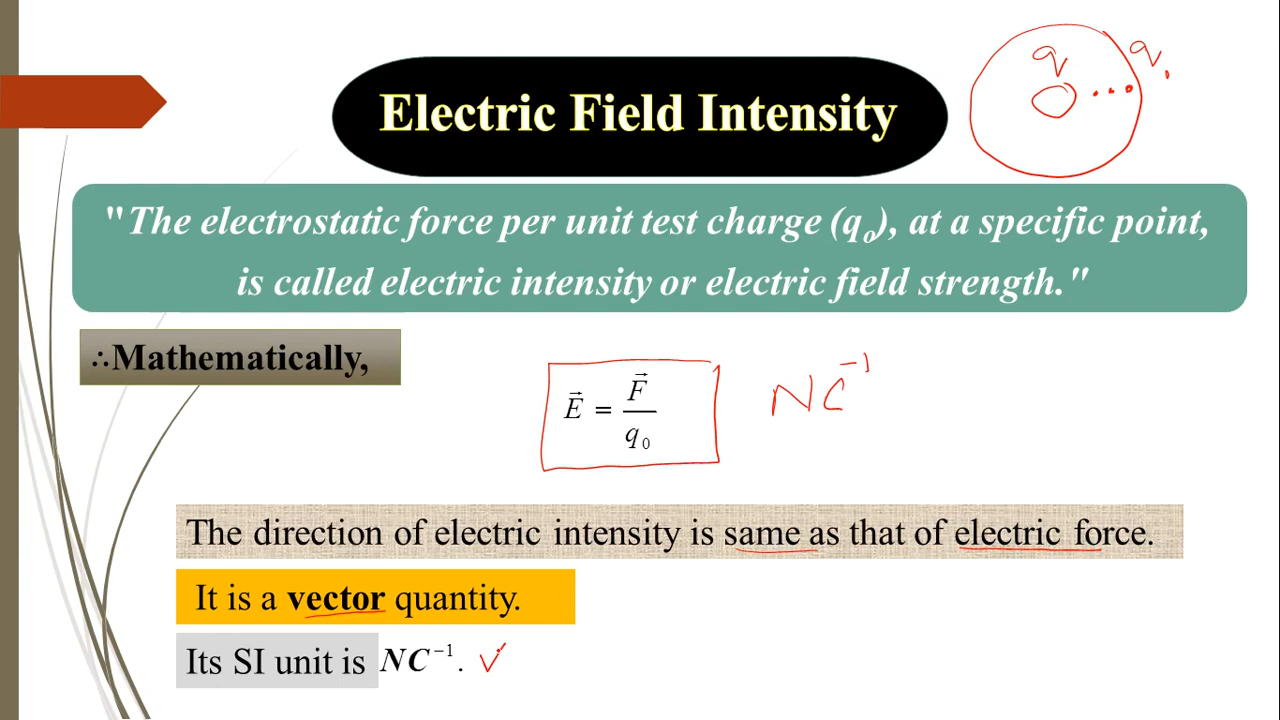 Electric Field Intensity
q
q.
"The electrostatic force per unit test charge (qₒ), at a specific point,
is called electric intensity or electric field strength."
∴Mathematically,
E⃗ = F⃗ / q₀
NC⁻¹
The direction of electric intensity is same as that of electric force.
It is a vector quantity.
Its SI unit is NC⁻¹. ✓